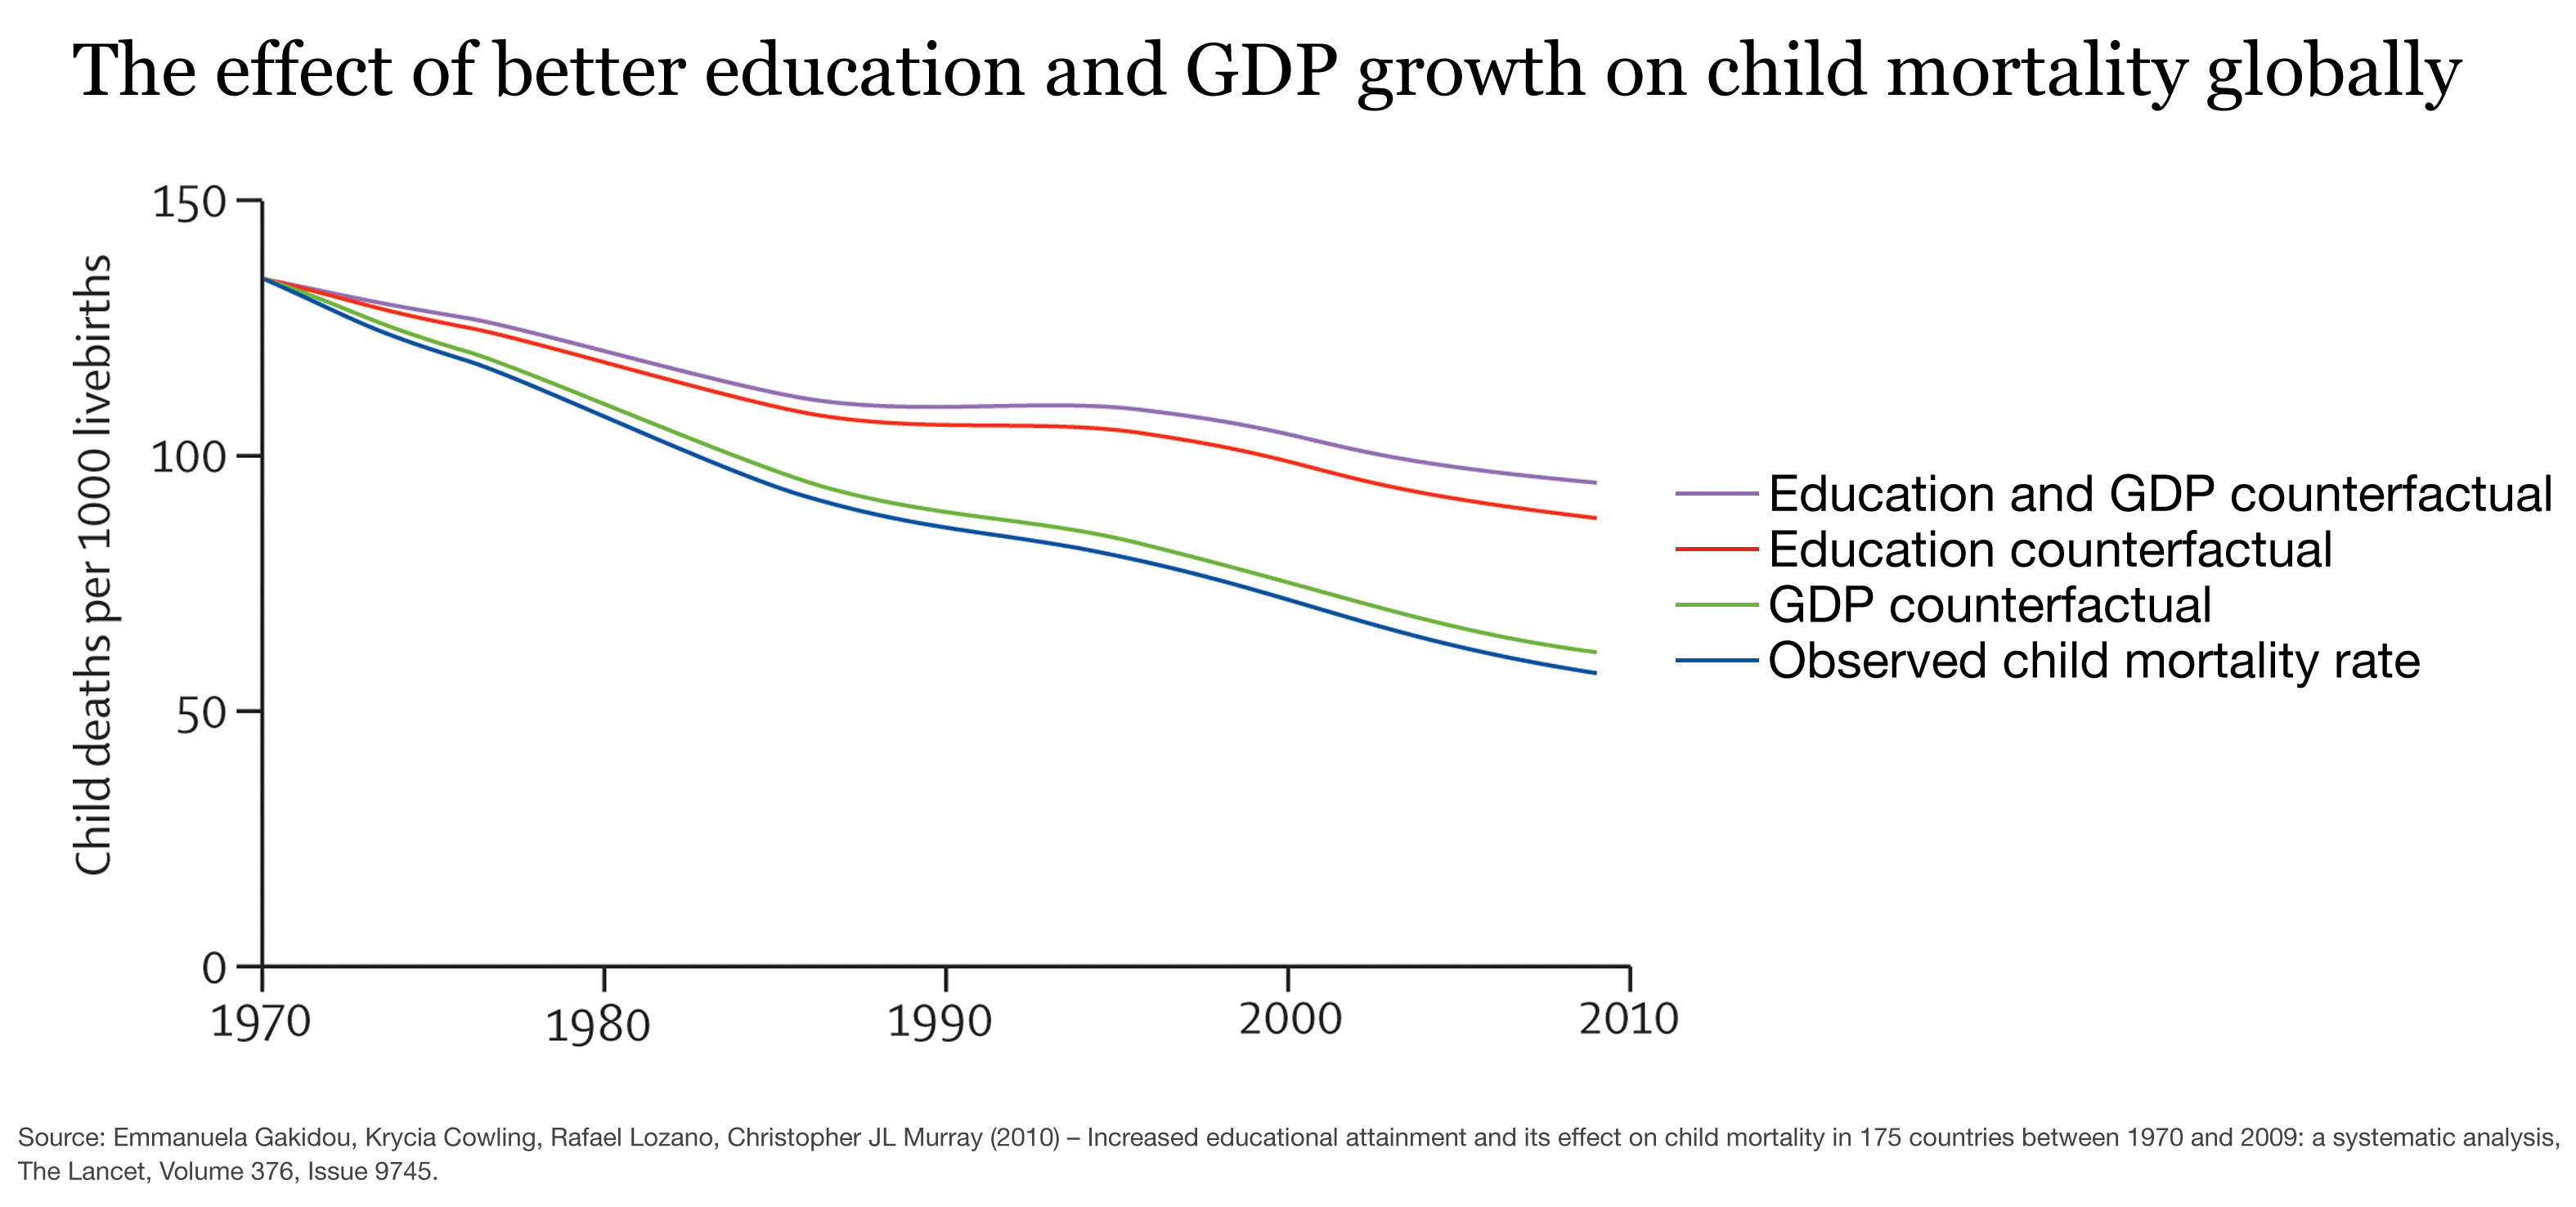 The effect of better education and GDP growth on child mortality globally
Child deaths per 1000 livebirths
150
100
50
0
1970
1980
1990
2000
2010
Education and GDP counterfactual
Education counterfactual
GDP counterfactual
Observed child mortality rate
Source: Emmanuela Gakidou, Krycia Cowling, Rafael Lozano, Christopher JL Murray (2010) – Increased educational attainment and its effect on child mortality in 175 countries between 1970 and 2009: a systematic analysis,
The Lancet, Volume 376, Issue 9745.